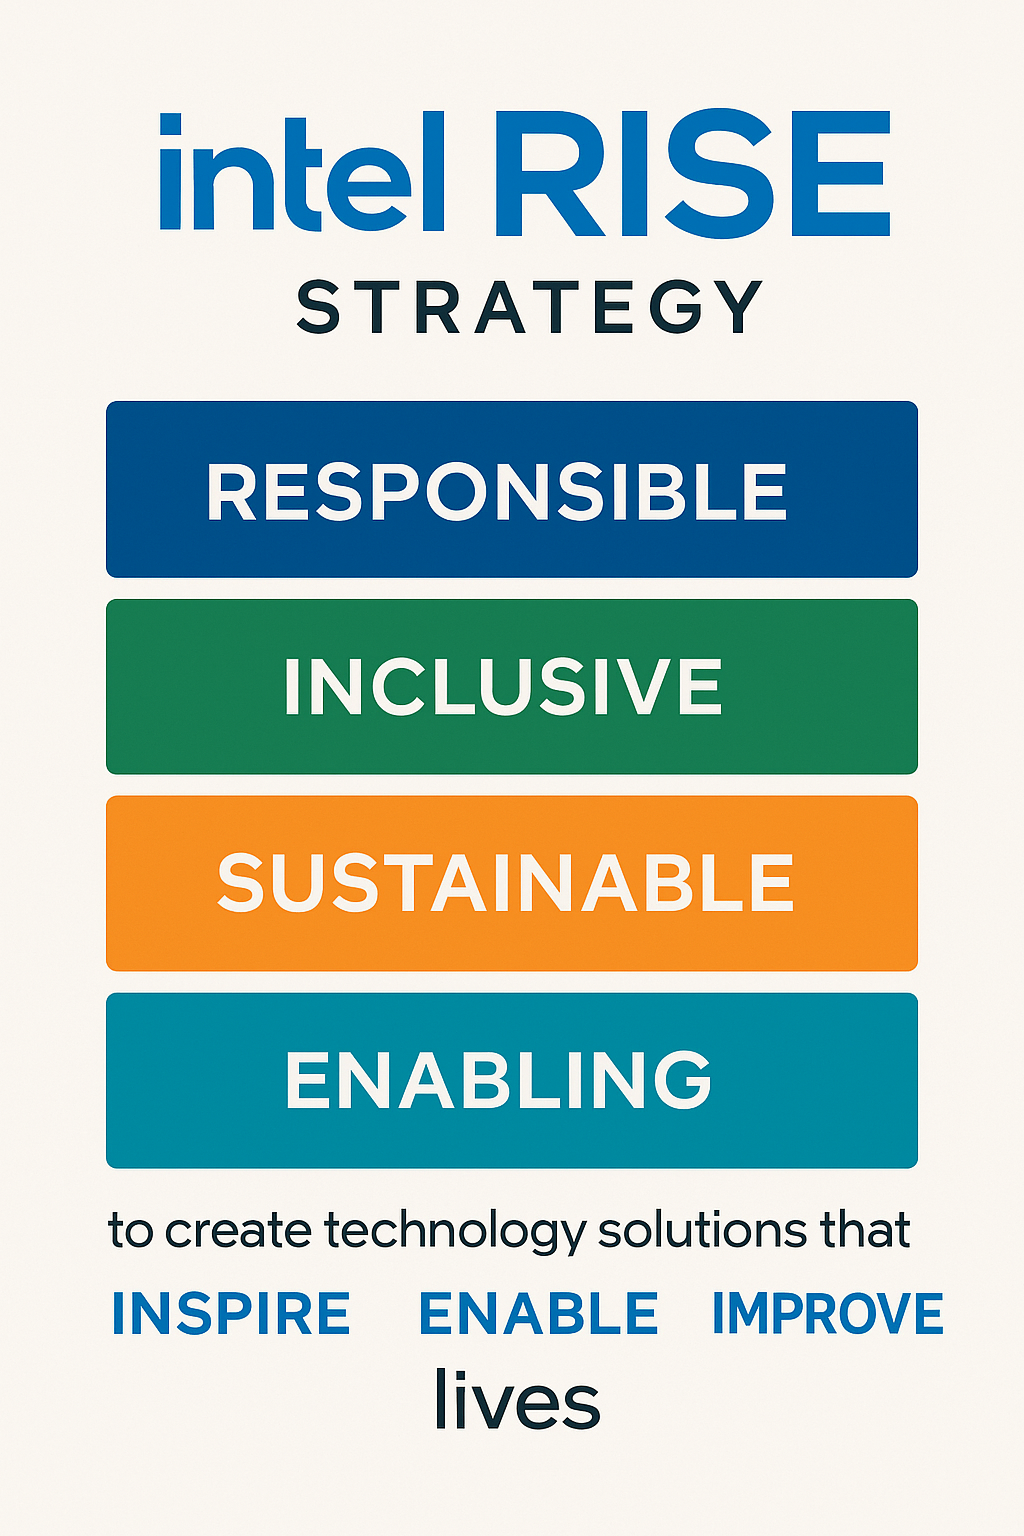 intel RISE
STRATEGY
RESPONSIBLE
INCLUSIVE
SUSTAINABLE
ENABLING
to create technology solutions that
INSPIRE ENABLE IMPROVE
lives